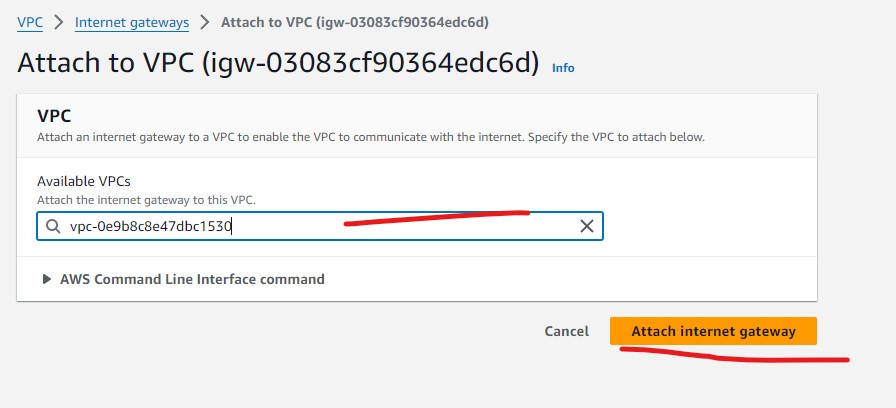 VPC > Internet gateways > Attach to VPC (igw-03083cf90364edc6d)
Attach to VPC (igw-03083cf90364edc6d) Info
VPC
Attach an internet gateway to a VPC to enable the VPC to communicate with the internet. Specify the VPC to attach below.
Available VPCs
Attach the internet gateway to this VPC.
vpc-0e9b8c8e47dbc1530
AWS Command Line Interface command
Cancel Attach internet gateway